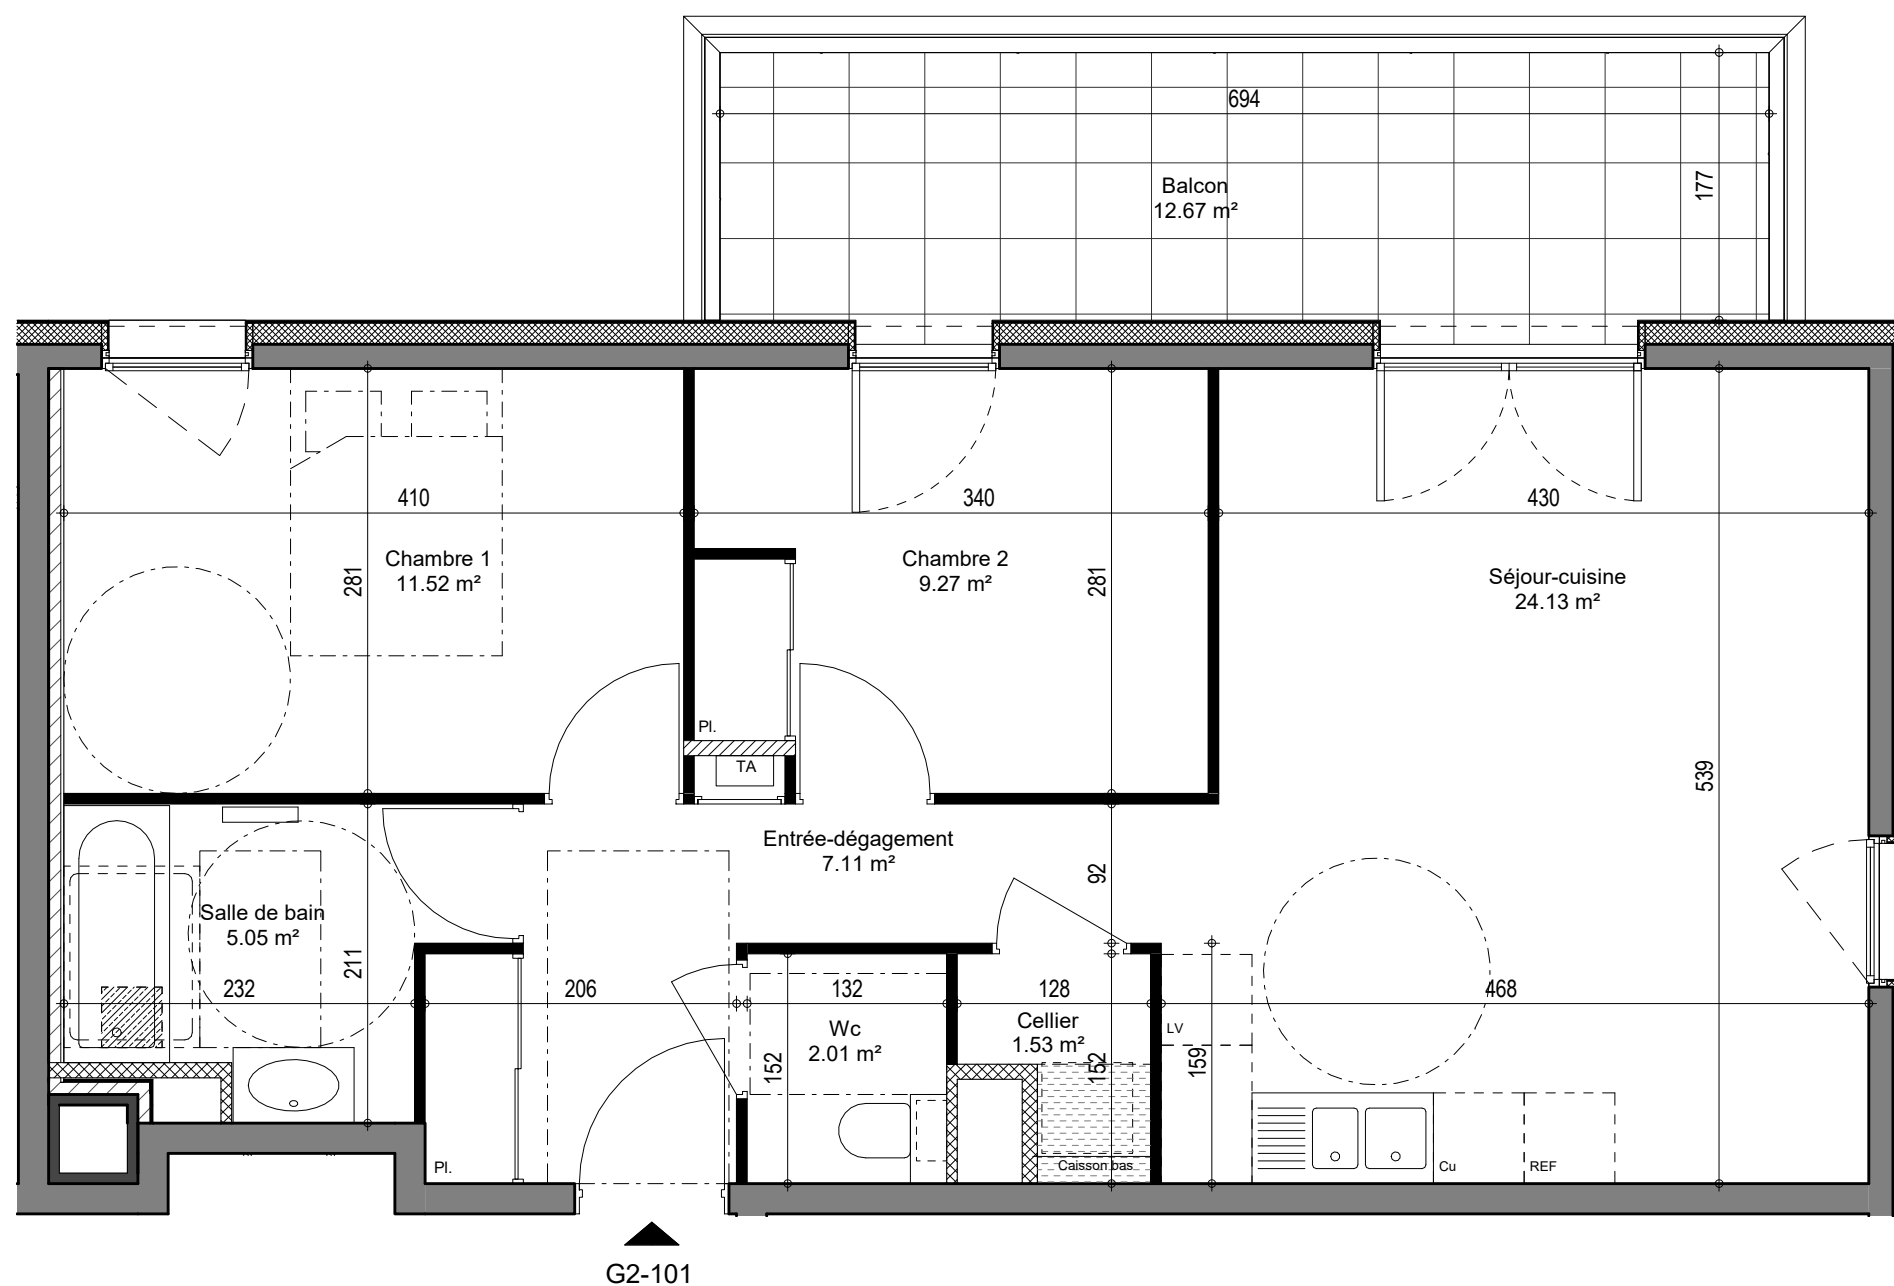 694
177
Balcon
12.67 m²
410
340
430
Chambre 1
11.52 m²
281
Chambre 2
9.27 m²
281
Séjour-cuisine
24.13 m²
Pl.
TA
539
Entrée-dégagement
7.11 m²
92
Salle de bain
5.05 m²
211
232
206
132
128
468
Wc
2.01 m²
152
Cellier
1.53 m²
152
LV
159
Pl.
Caisson bas
Cu
REF
G2-101